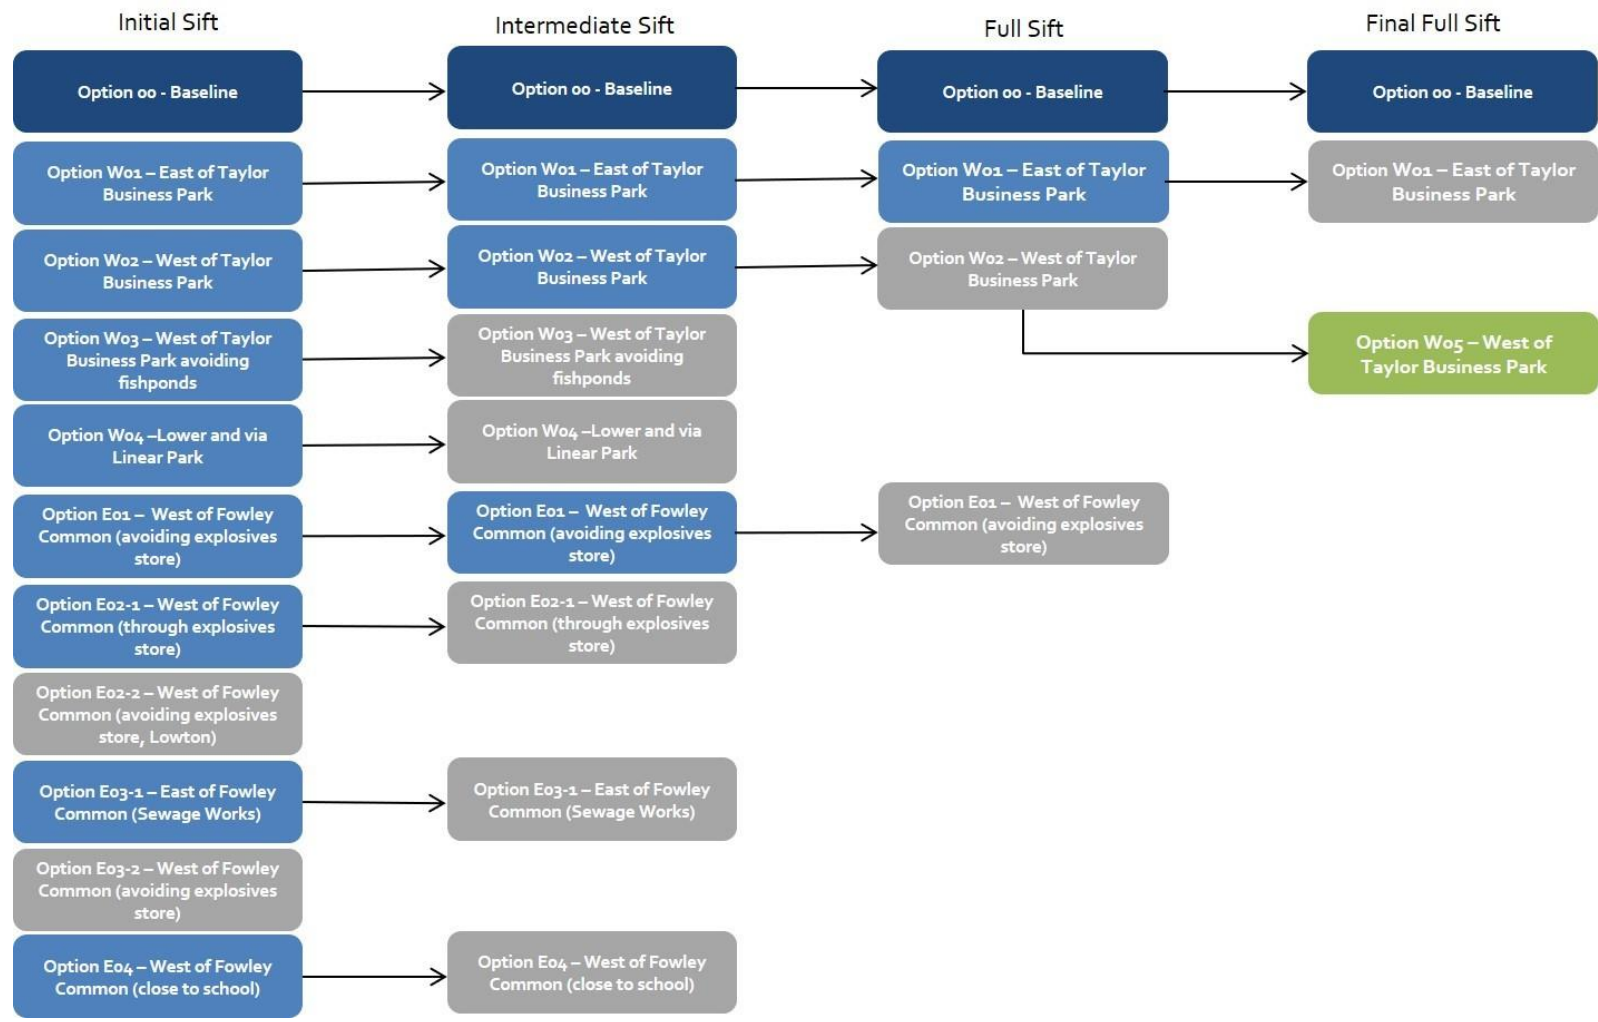 Initial Sift
Option 00 - Baseline
Option W01 – East of Taylor
Business Park
Option W02 – West of Taylor
Business Park
Option W03 – West of Taylor
Business Park avoiding
fishponds
Option W04 –Lower and via
Linear Park
Option E01 – West of Fowley
Common (avoiding explosives
store)
Option E02-1 – West of Fowley
Common (through explosives
store)
Option E02-2 – West of Fowley
Common (avoiding explosives
store, Lowton)
Option E03-1 – East of Fowley
Common (Sewage Works)
Option E03-2 – West of Fowley
Common (avoiding explosives
store)
Option E04 – West of Fowley
Common (close to school)
Intermediate Sift
Option 00 - Baseline
Option W01 – East of Taylor
Business Park
Option W02 – West of Taylor
Business Park
Option W03 – West of Taylor
Business Park avoiding
fishponds
Option W04 –Lower and via
Linear Park
Option E01 – West of Fowley
Common (avoiding explosives
store)
Option E02-1 – West of Fowley
Common (through explosives
store)
Option E03-1 – East of Fowley
Common (Sewage Works)
Option E04 – West of Fowley
Common (close to school)
Full Sift
Option 00 - Baseline
Option W01 – East of Taylor
Business Park
Option W02 – West of Taylor
Business Park
Option E01 – West of Fowley
Common (avoiding explosives
store)
Final Full Sift
Option 00 - Baseline
Option W01 – East of Taylor
Business Park
Option W05 – West of
Taylor Business Park